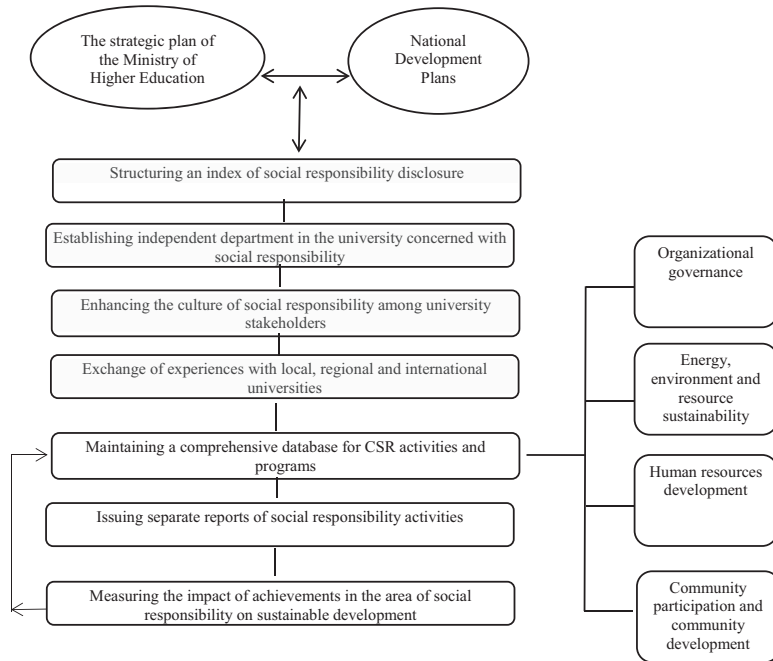 The strategic plan of
the Ministry of
Higher Education
National
Development
Plans
Structuring an index of social responsibility disclosure
Establishing independent department in the university concerned with
social responsibility
Enhancing the culture of social responsibility among university
stakeholders
Exchange of experiences with local, regional and international
universities
Maintaining a comprehensive database for CSR activities and
programs
Issuing separate reports of social responsibility activities
Measuring the impact of achievements in the area of social
responsibility on sustainable development
Organizational
governance
Energy,
environment and
resource
sustainability
Human resources
development
Community
participation and
community
development